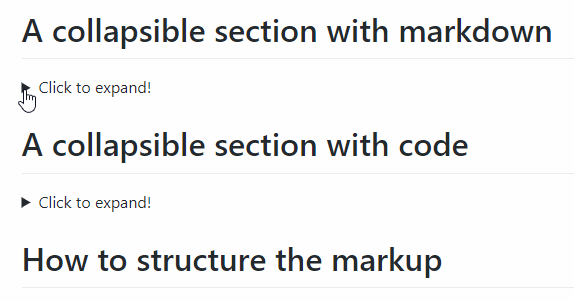 A collapsible section with markdown
Click to expand!
A collapsible section with code
Click to expand!
How to structure the markup